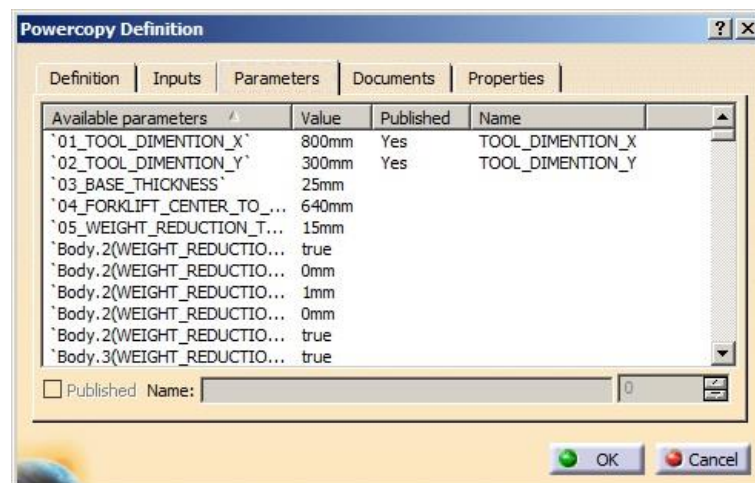 Powercopy Definition
Definition Inputs Parameters Documents Properties
Available parameters Value Published Name
`01_TOOL_DIMENTION_X` 800mm Yes TOOL_DIMENTION_X
`02_TOOL_DIMENTION_Y` 300mm Yes TOOL_DIMENTION_Y
`03_BASE_THICKNESS` 25mm
`04_FORKLIFT_CENTER_TO_... 640mm
`05_WEIGHT_REDUCTION_T... 15mm
`Body.2(WEIGHT_REDUCTIO... true
`Body.2(WEIGHT_REDUCTIO... 0mm
`Body.2(WEIGHT_REDUCTIO... 1mm
`Body.2(WEIGHT_REDUCTIO... 0mm
`Body.2(WEIGHT_REDUCTIO... true
`Body.3(WEIGHT_REDUCTIO... true
Published Name: 0
OK Cancel